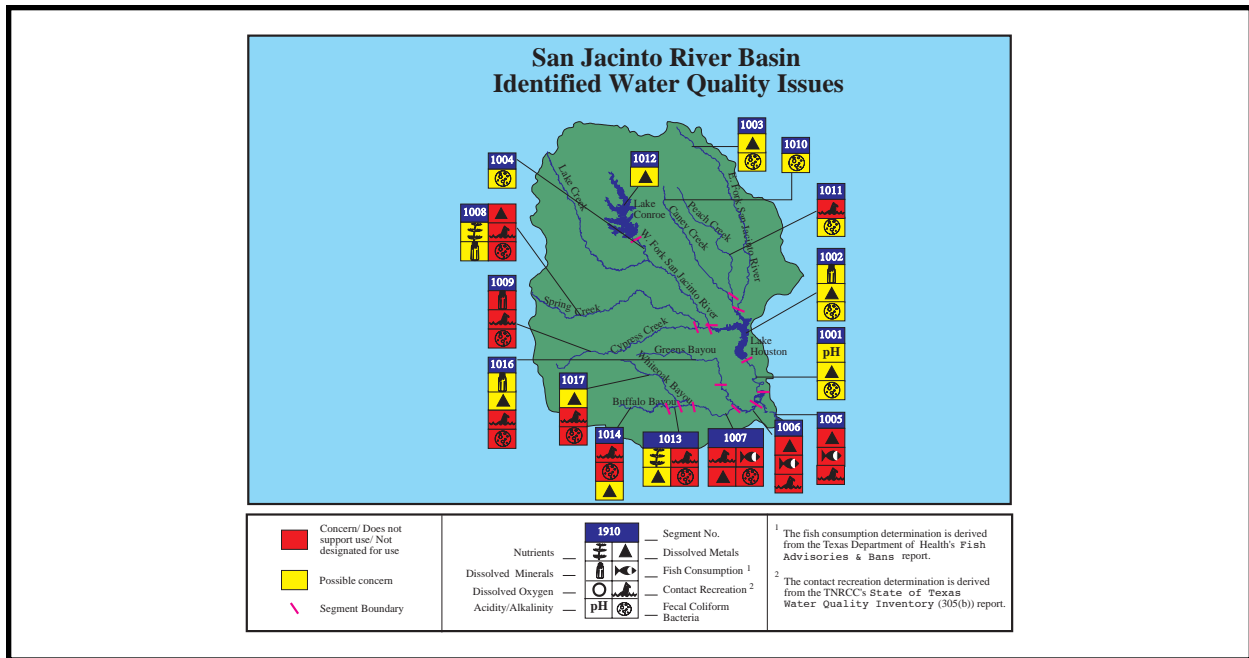 San Jacinto River Basin
Identified Water Quality Issues
1003
1010
1004
1012
1011
Lake Creek
Lake
Conroe
E. Fork San Jacinto River
Peach Creek
Caney Creek
1008
W. Fork San Jacinto River
1002
1009
Spring Creek
Cypress Creek
Lake
Houston
1001
pH
Greens Bayou
Whiteoak Bayou
1016
1017
Buffalo Bayou
1014
1013
1007
1006
1005
Concern/ Does not
support use/ Not
designated for use
Possible concern
Segment Boundary
1910
Segment No.
Nutrients
Dissolved Metals
Dissolved Minerals
Fish Consumption 1
Dissolved Oxygen
Contact Recreation 2
Acidity/Alkalinity
pH
Fecal Coliform
Bacteria
1 The fish consumption determination is derived
from the Texas Department of Health's Fish
Advisories & Bans report.
2 The contact recreation determination is derived
from the TNRCC's State of Texas
Water Quality Inventory (305(b)) report.